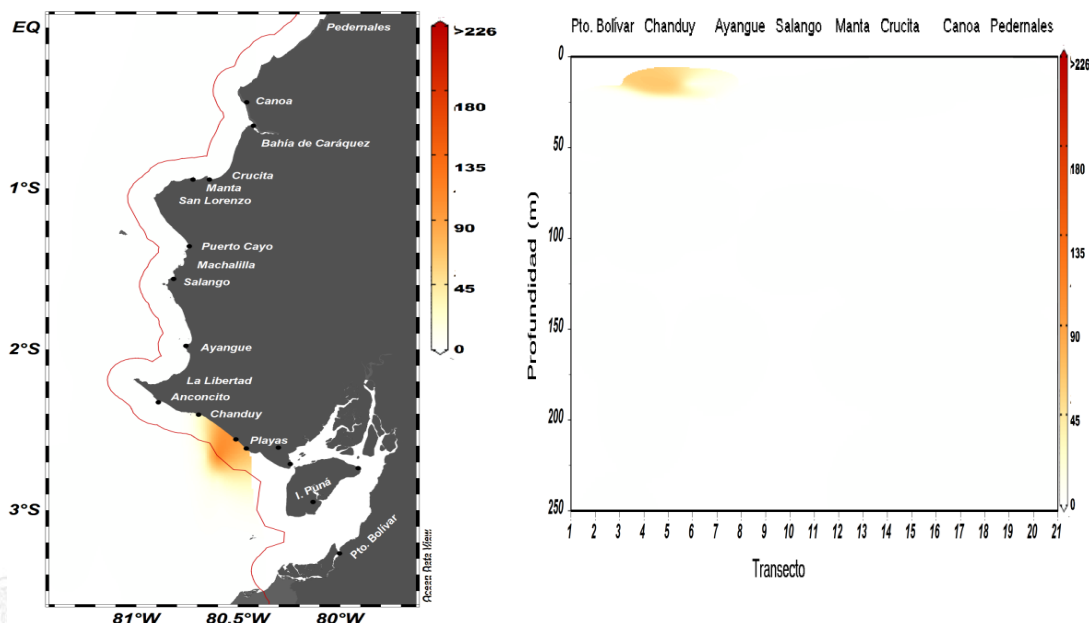 EQ
1°S
2°S
3°S
81°W
80.5°W
80°W
Pedernales
Canoa
Bahía de Caráquez
Crucita
Manta
San Lorenzo
Puerto Cayo
Machalilla
Salango
Ayangue
La Libertad
Anconcito
Chanduy
Playas
I. Puná
Pto. Bolívar
Ocean Data View
>226
180
135
90
45
0
Pto. Bolívar Chanduy Ayangue Salango Manta Crucita Canoa Pedernales
Profundidad (m)
0
50
100
150
200
250
1 2 3 4 5 6 7 8 9 10 11 12 13 14 15 16 17 18 19 20 21
Transecto
>226
180
135
90
45
0